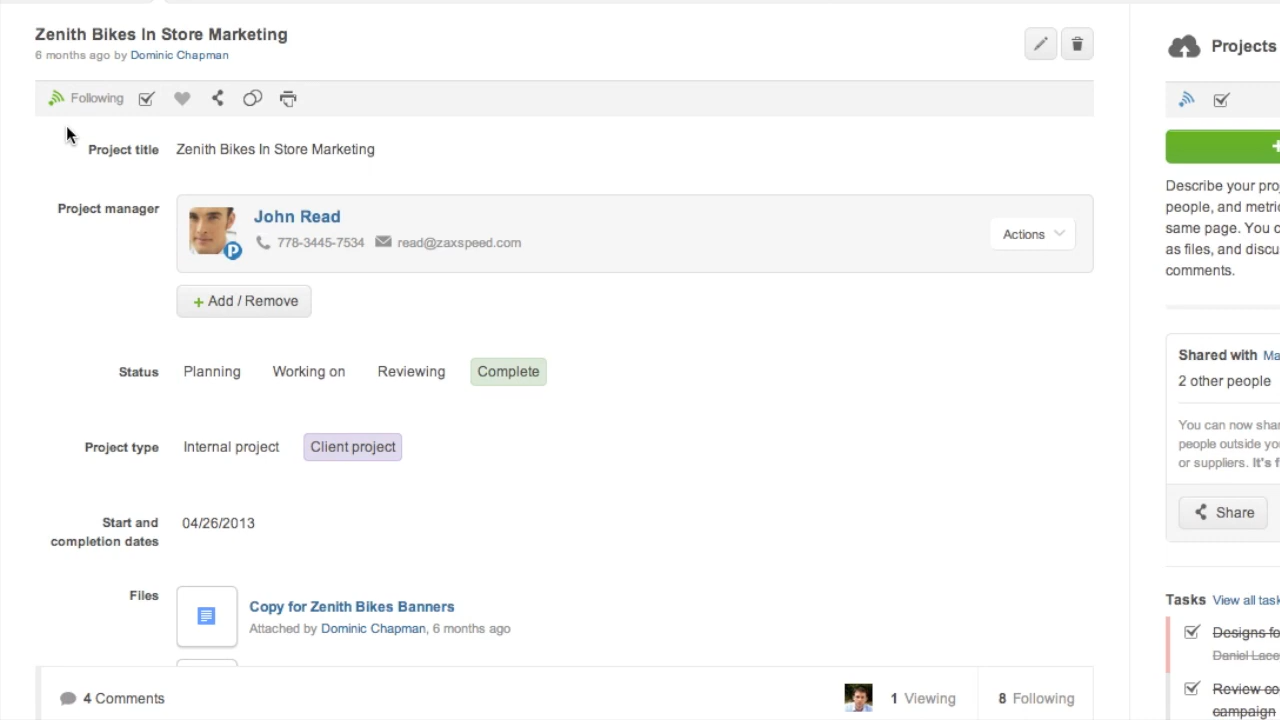 Zenith Bikes In Store Marketing
6 months ago by Dominic Chapman
Following
Project title
Zenith Bikes In Store Marketing
Project manager
John Read
P
778-3445-7534 read@zaxspeed.com
Actions
+ Add / Remove
Status
Planning Working on Reviewing Complete
Project type
Internal project Client project
Start and
completion dates
04/26/2013
Files
Copy for Zenith Bikes Banners
Attached by Dominic Chapman, 6 months ago
4 Comments
1 Viewing
8 Following
Projects
+
Describe your proj
people, and metric
same page. You c
as files, and discu
comments.
Shared with Ma
2 other people
You can now shar
people outside yo
or suppliers. It's f
Share
Tasks View all task
Designs fo
Daniel Lace
Review co
campaign